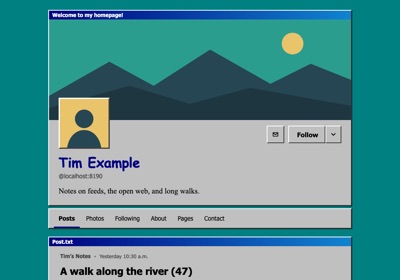 Welcome to my homepage!
Follow
Tim Example
@localhost:8190
Notes on feeds, the open web, and long walks.
Posts Photos Following About Pages Contact
Post.txt
Tim's Notes - Yesterday 10:30 a.m.
A walk along the river (47)